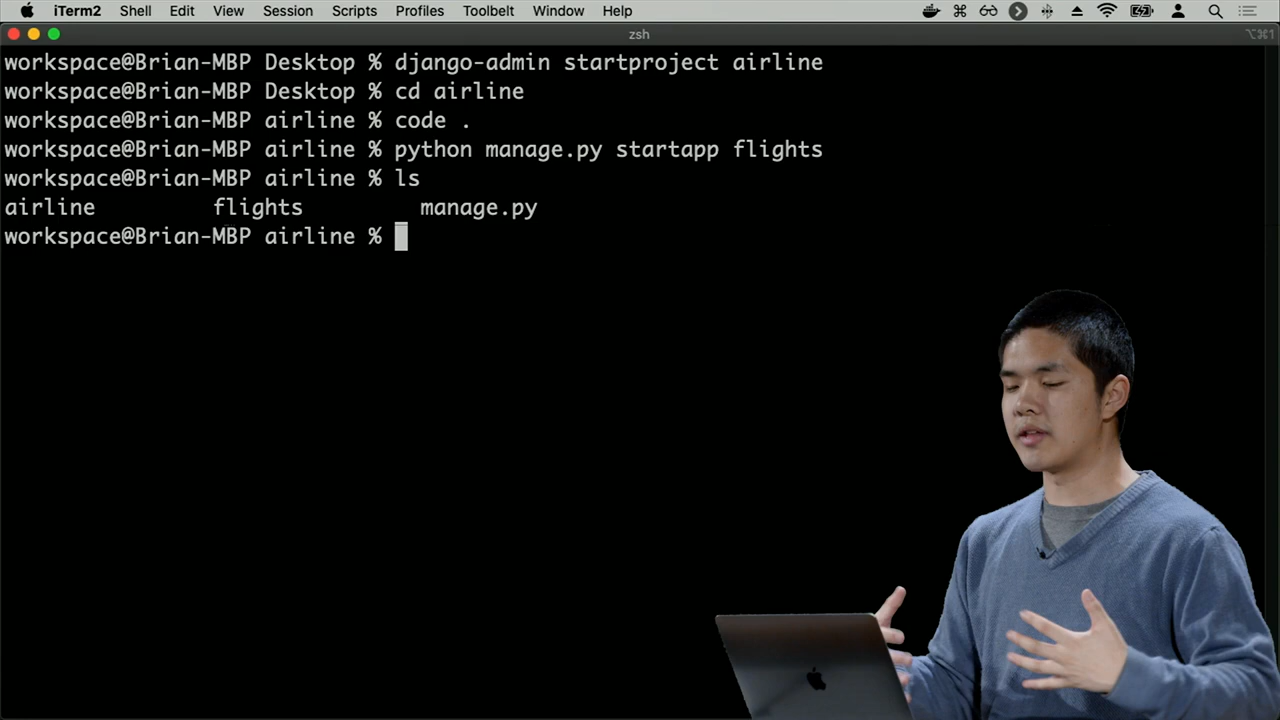 iTerm2 Shell Edit View Session Scripts Profiles Toolbelt Window Help
zsh
⌥⌘1
workspace@Brian-MBP Desktop % django-admin startproject airline
workspace@Brian-MBP Desktop % cd airline
workspace@Brian-MBP airline % code .
workspace@Brian-MBP airline % python manage.py startapp flights
workspace@Brian-MBP airline % ls
airline flights manage.py
workspace@Brian-MBP airline %